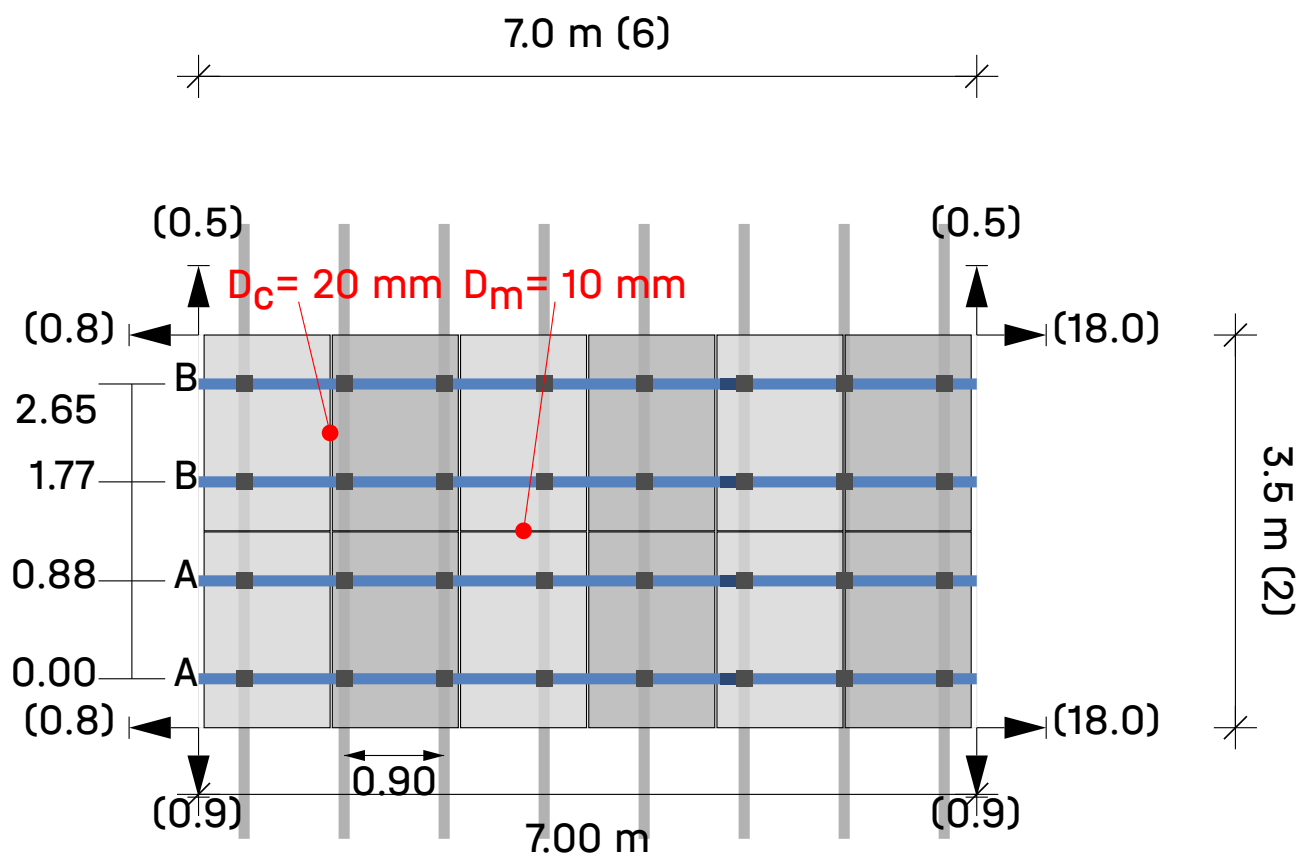 7.0 m (6)
(0.5) (0.5)
Dc= 20 mm Dm= 10 mm
(0.8) (18.0)
B
2.65
1.77 B
3.5 m (2)
0.88 A
0.00 A
(0.8) (18.0)
0.90
(0.9) (0.9)
7.00 m